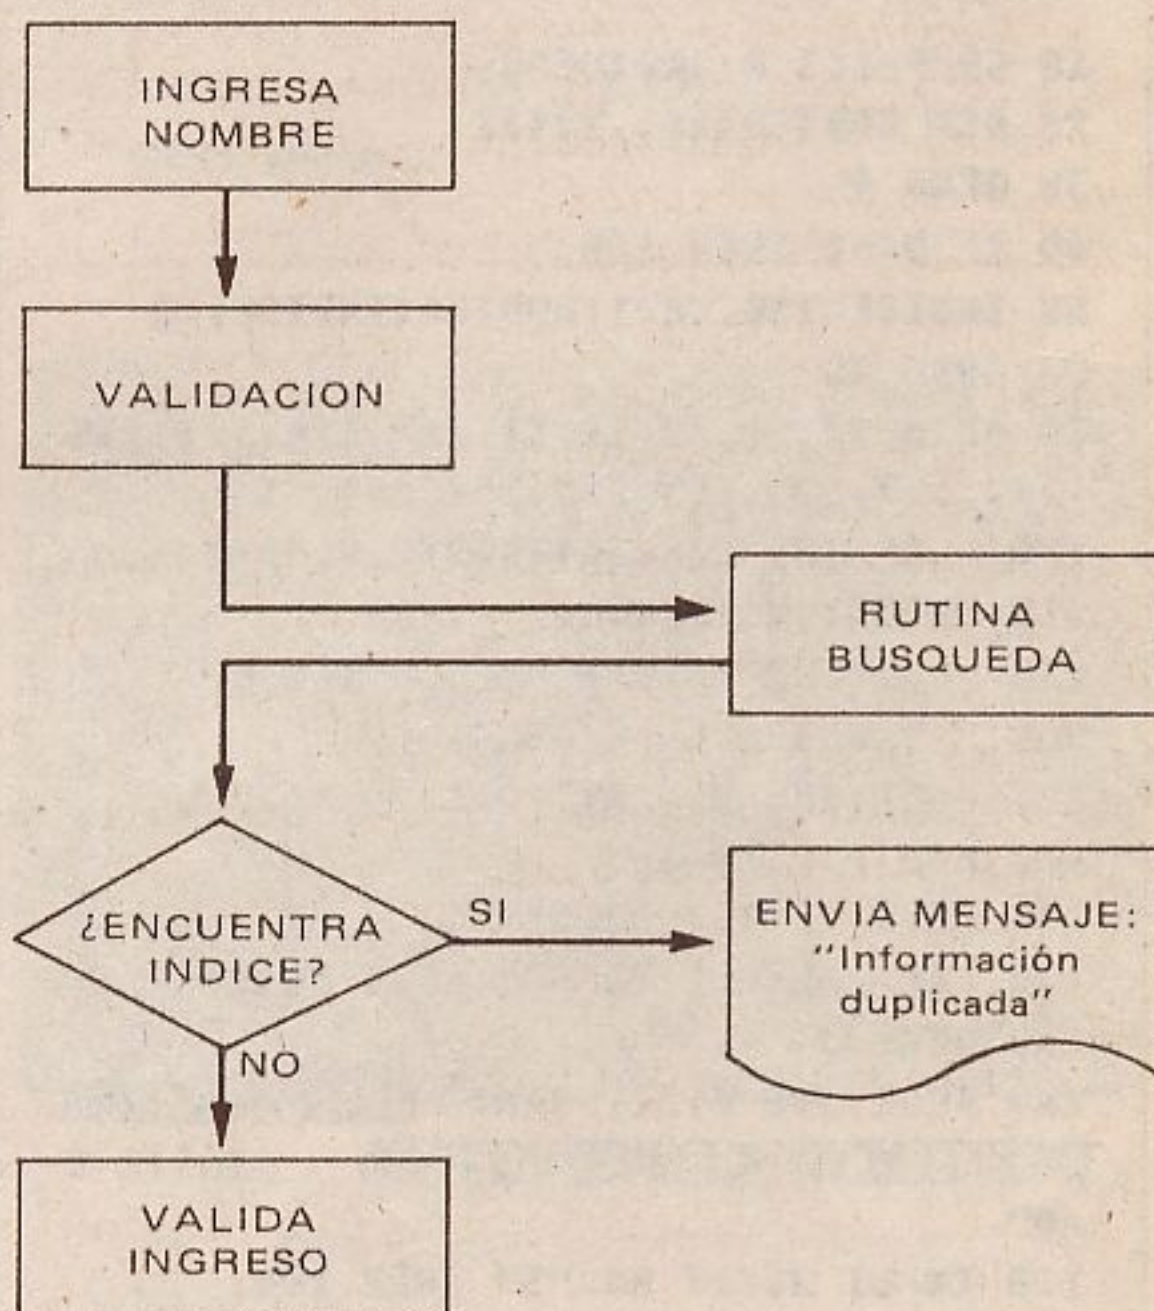 INGRESA
NOMBRE
VALIDACION
RUTINA
BUSQUEDA
¿ENCUENTRA
INDICE?
SI
ENVIA MENSAJE:
"Información
duplicada"
NO
VALIDA
INGRESO